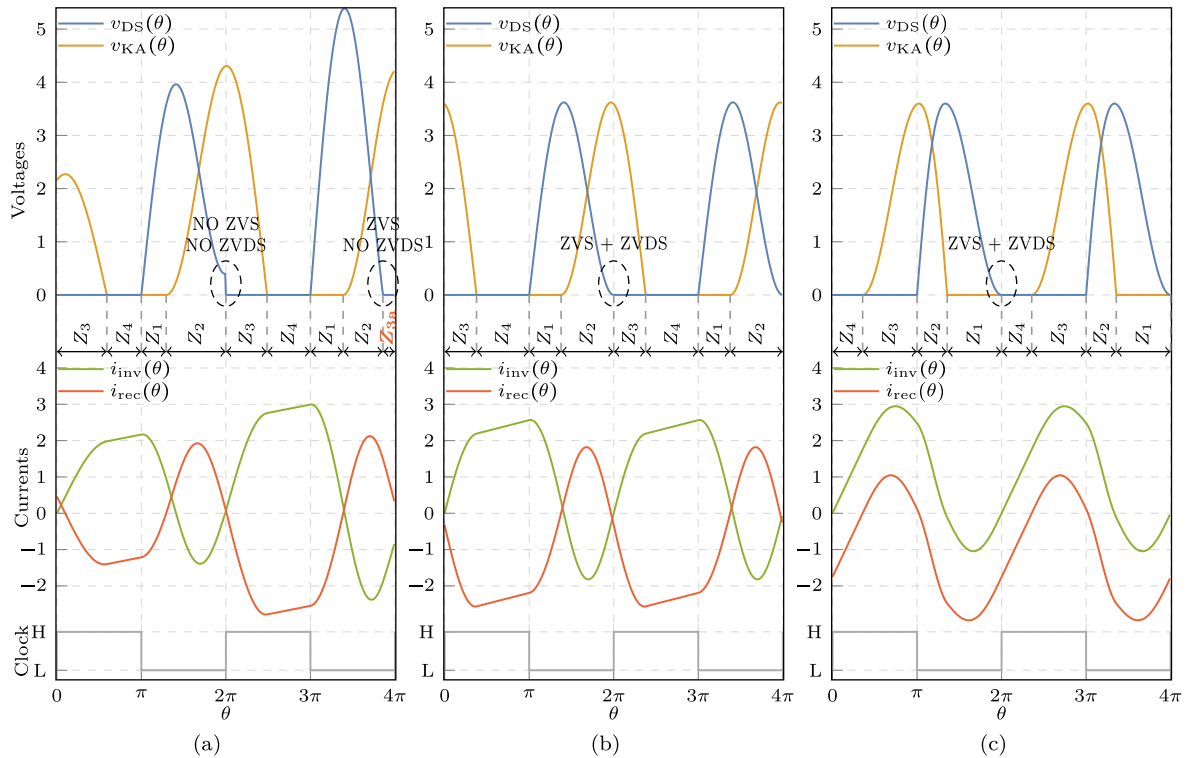 v_DS(θ)
v_KA(θ)
v_DS(θ)
v_KA(θ)
v_DS(θ)
v_KA(θ)
Voltages
5
4
3
2
1
0
5
4
3
2
1
0
5
4
3
2
1
0
NO ZVS
NO ZVDS
ZVS
NO ZVDS
ZVS + ZVDS
ZVS + ZVDS
Z_3 Z_4 Z_1 Z_2 Z_3 Z_4 Z_1 Z_2 Z_3a
Z_3 Z_4 Z_1 Z_2 Z_3 Z_4 Z_1 Z_2
Z_4 Z_3 Z_2 Z_1 Z_4 Z_3 Z_2 Z_1
i_inv(θ)
i_rec(θ)
i_inv(θ)
i_rec(θ)
i_inv(θ)
i_rec(θ)
Currents
4
3
2
1
0
−1
−2
4
3
2
1
0
−1
−2
4
3
2
1
0
−1
−2
Clock
H
L
H
L
H
L
0 π 2π 3π 4π
0 π 2π 3π 4π
0 π 2π 3π 4π
θ θ θ
(a) (b) (c)